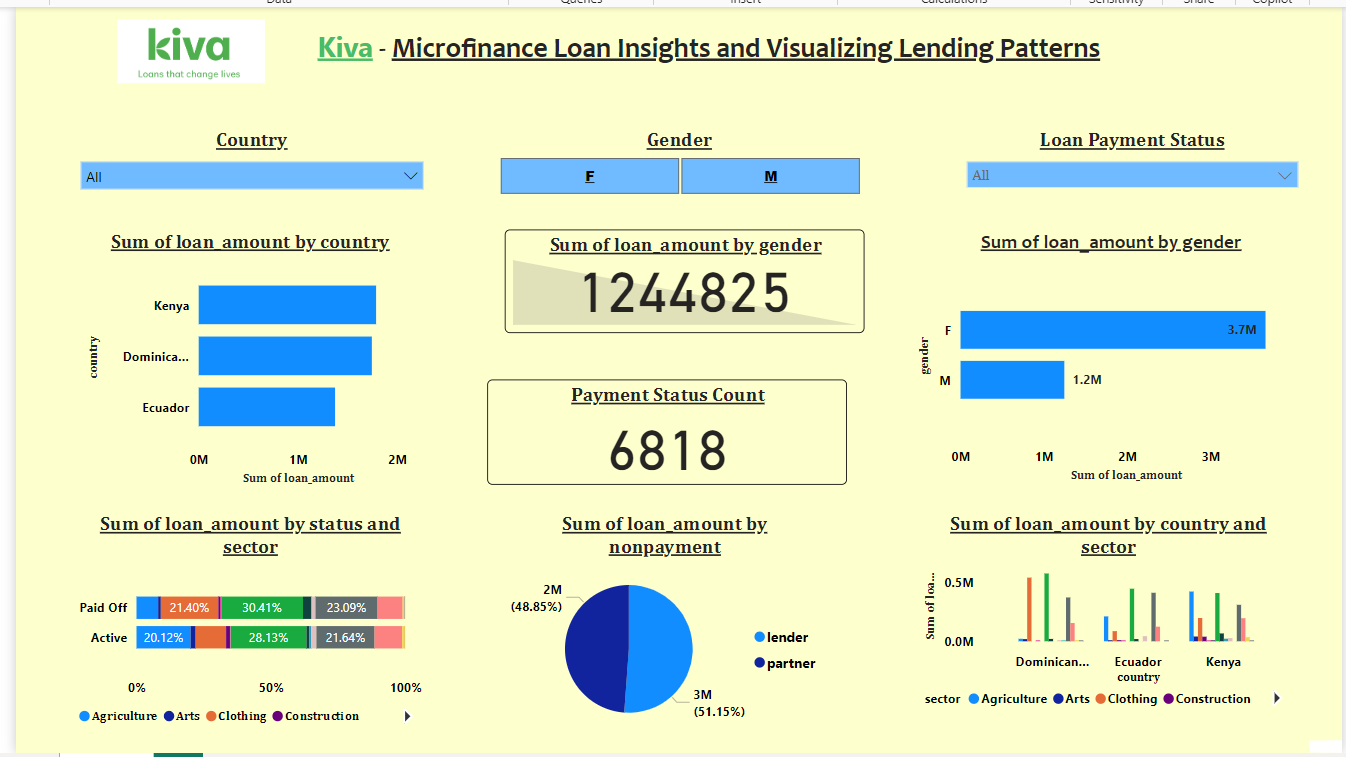 Data Queries Insert Calculations Sensitivity Share Copilot
kiva
Loans that change lives
Kiva - Microfinance Loan Insights and Visualizing Lending Patterns
Country
All
Gender
F M
Loan Payment Status
All
Sum of loan_amount by country
country
Kenya
Dominica...
Ecuador
0M 1M 2M
Sum of loan_amount
Sum of loan_amount by gender
1244825
Payment Status Count
6818
Sum of loan_amount by gender
gender
F 3.7M
M 1.2M
0M 1M 2M 3M
Sum of loan_amount
Sum of loan_amount by status and
sector
Paid Off 21.40% 30.41% 23.09%
Active 20.12% 28.13% 21.64%
0% 50% 100%
Agriculture Arts Clothing Construction
Sum of loan_amount by
nonpayment
2M
(48.85%)
3M
(51.15%)
lender
partner
Sum of loan_amount by country and
sector
Sum of loa...
0.5M
0.0M
Dominican... Ecuador Kenya
country
sector Agriculture Arts Clothing Construction